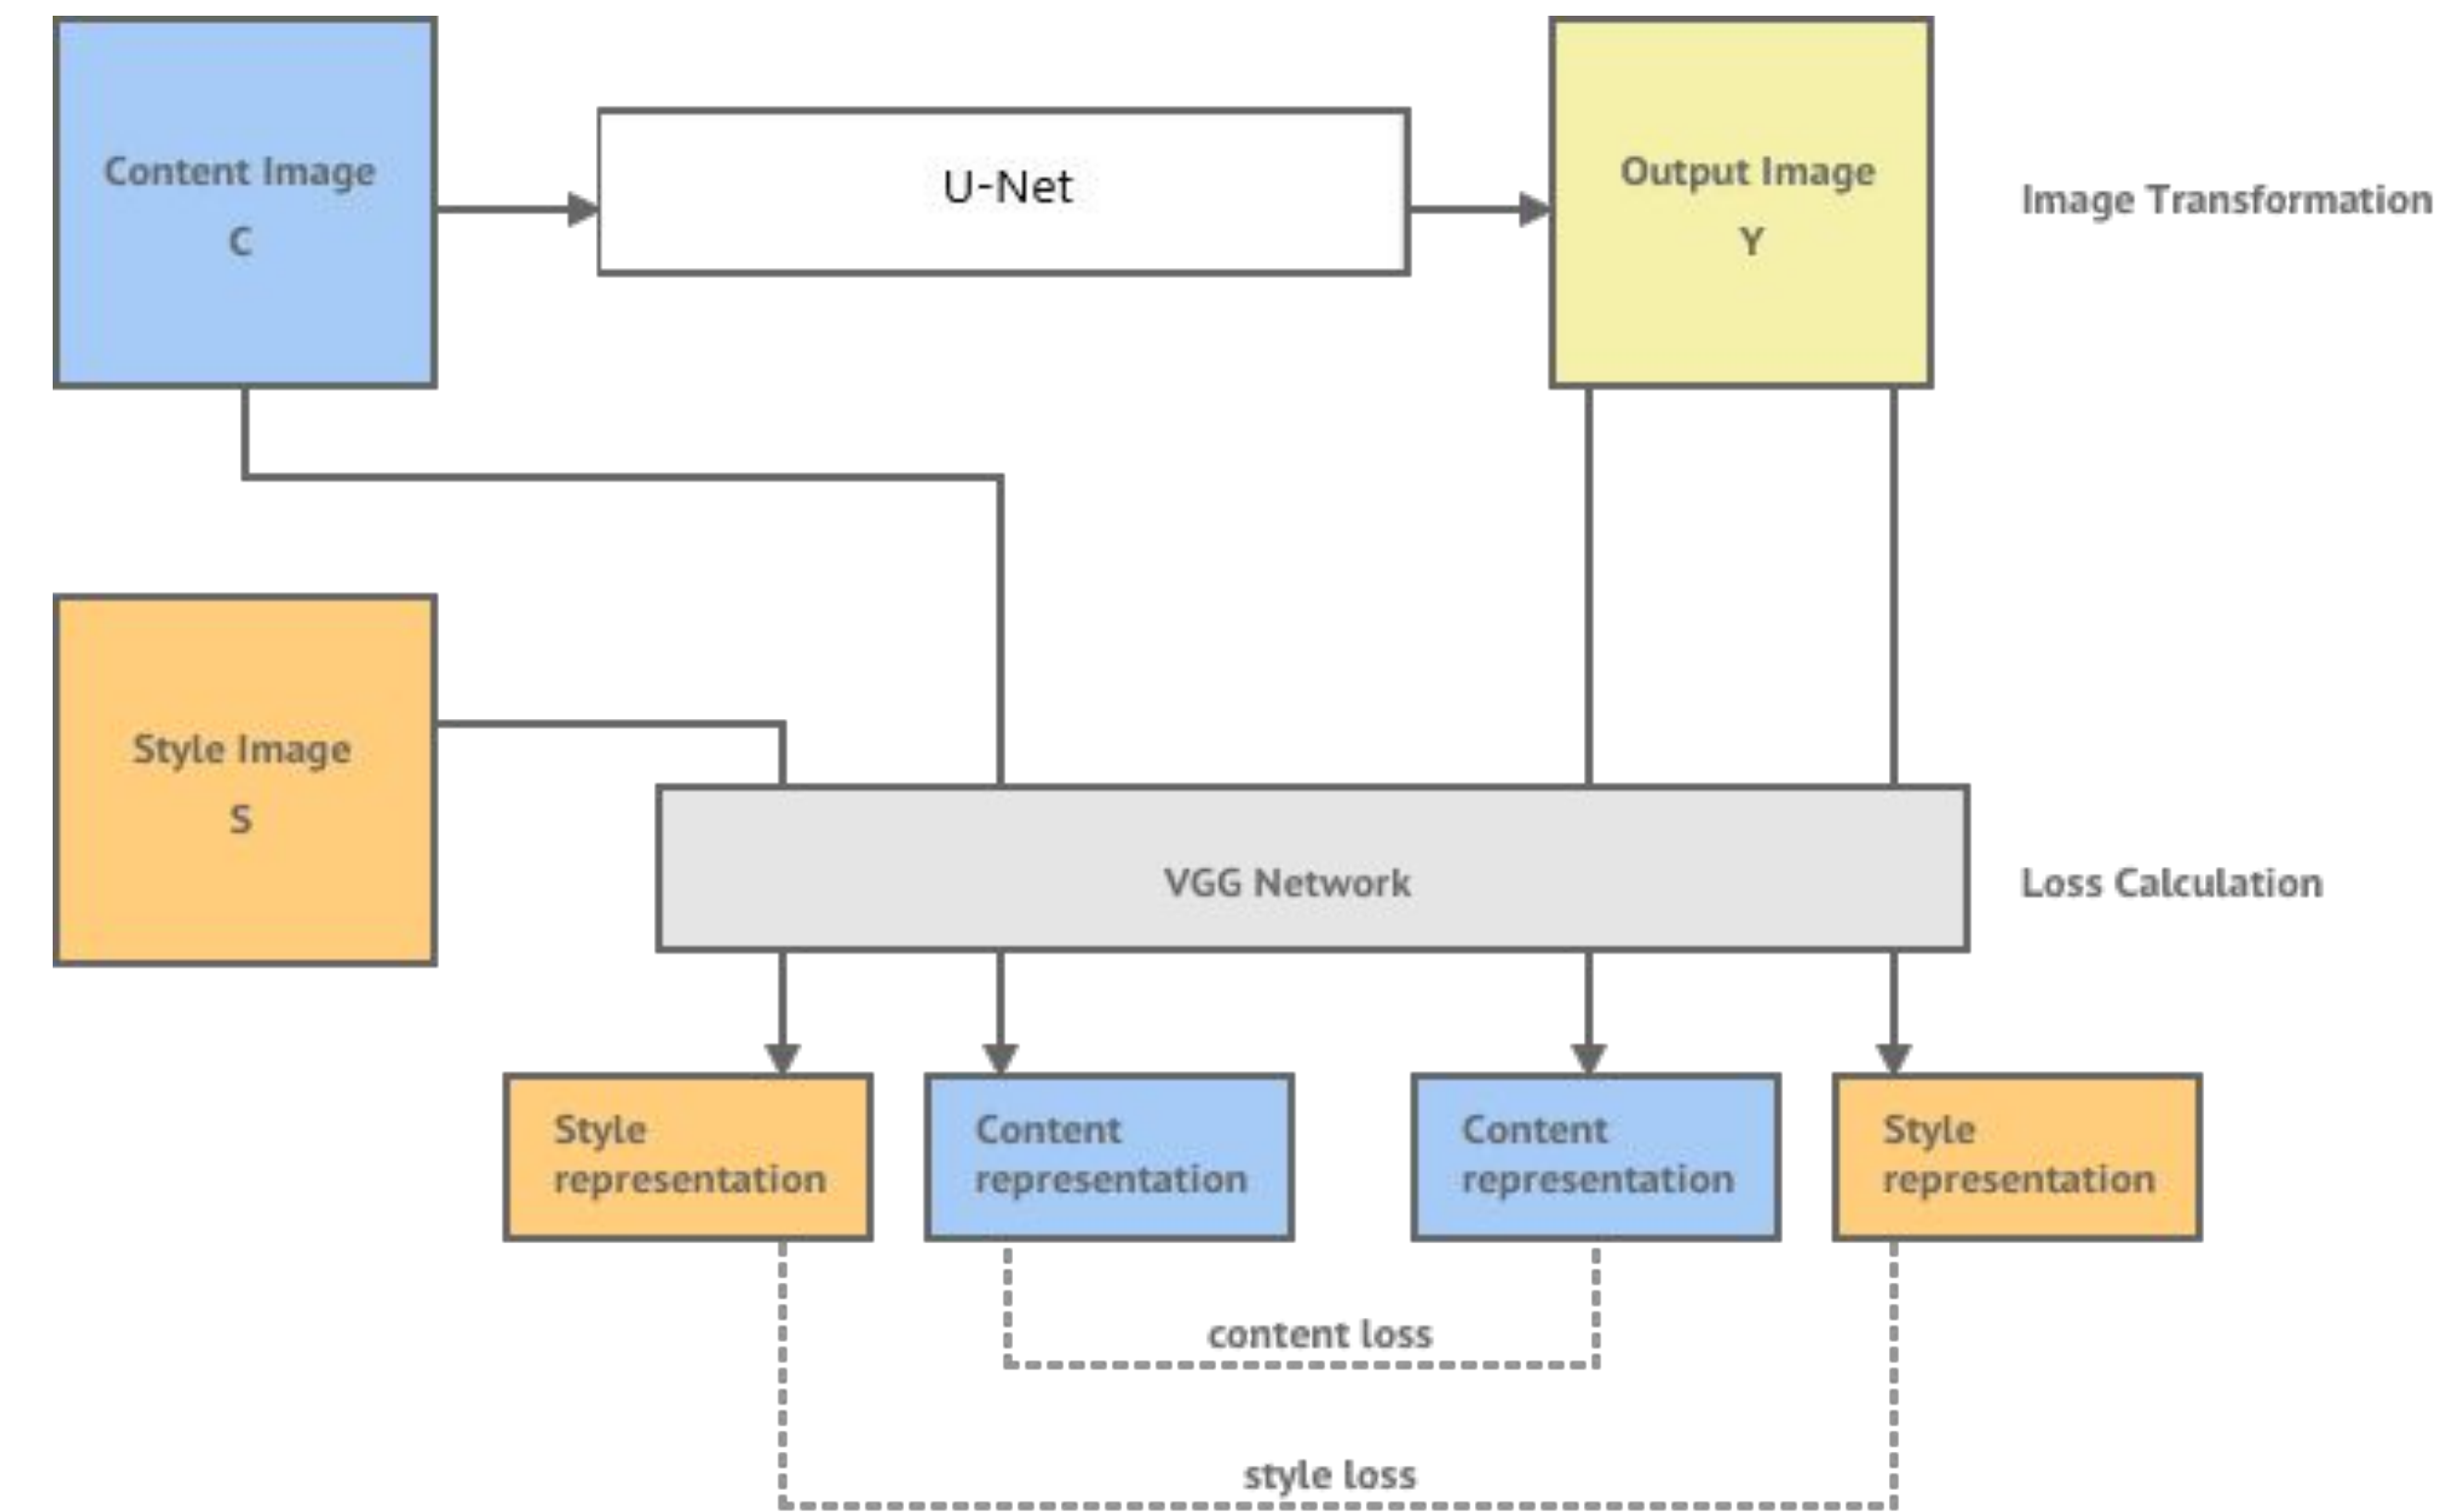 Content Image
C
U-Net
Output Image
Y
Image Transformation
Style Image
S
VGG Network
Loss Calculation
Style
representation
Content
representation
Content
representation
Style
representation
content loss
style loss